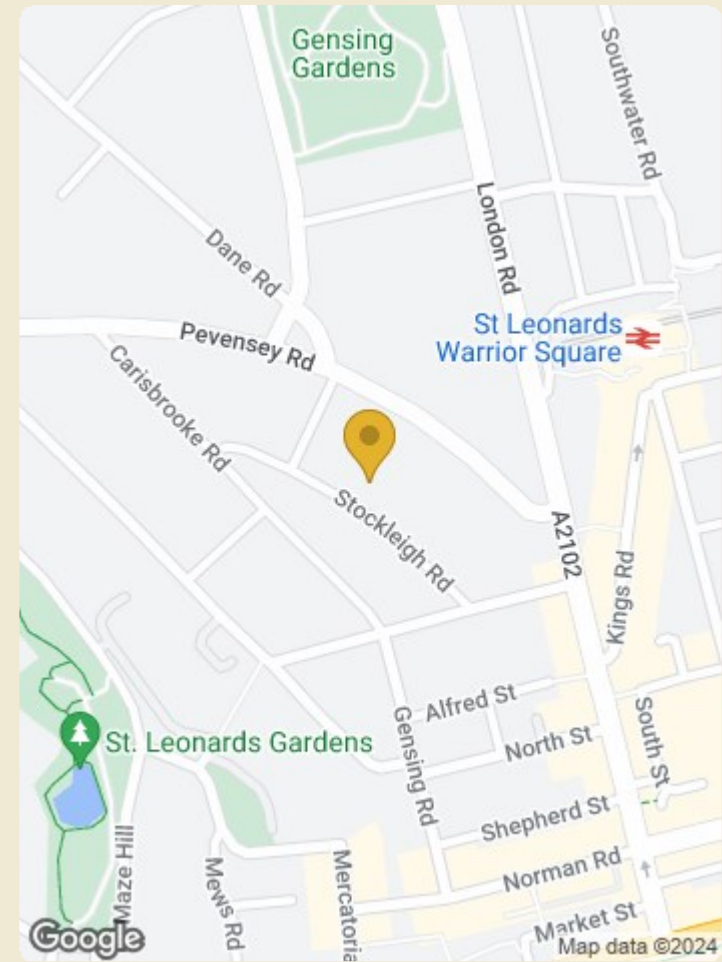 Gensing
Gardens
Southwater Rd
London Rd
Dane Rd
St Leonards
Warrior Square
Pevensey Rd
Carisbrooke Rd
Stockleigh Rd
A2102
Kings Rd
Alfred St
Gensing Rd
South St
North St
St. Leonards Gardens
Shepherd St
Maze Hill
Mews Rd
Mercatoria
Norman Rd
Market St
Google
Map data ©2024